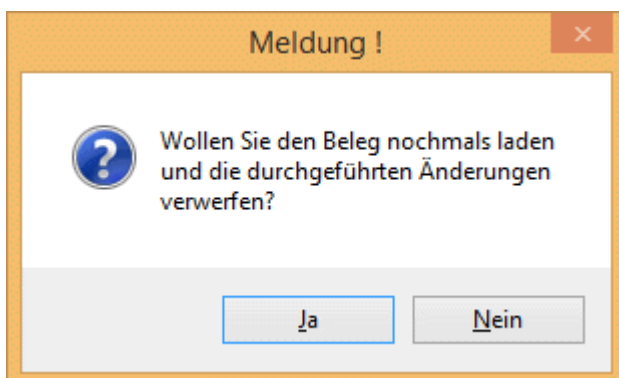 Meldung !
Wollen Sie den Beleg nochmals laden
und die durchgeführten Änderungen
verwerfen?
Ja
Nein